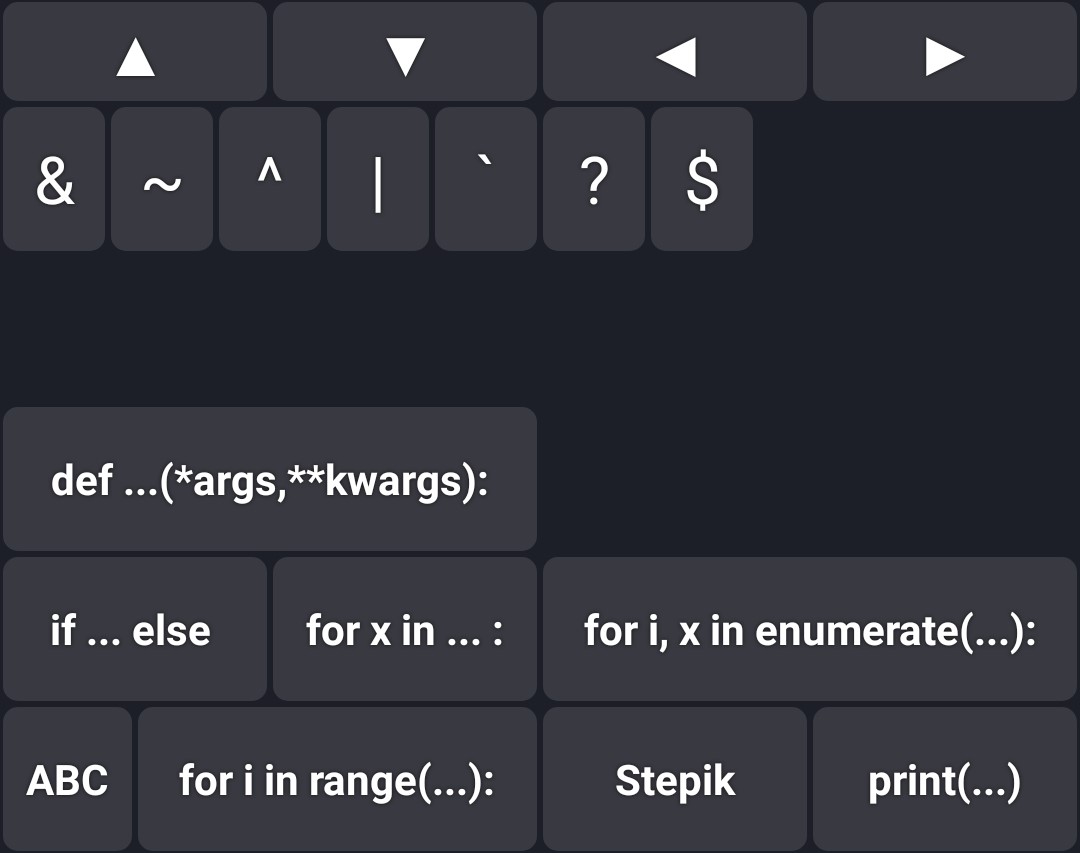 ▲ ▼ ◀ ▶
& ~ ^ | ` ? $
def ...(*args,**kwargs):
if ... else for x in ... : for i, x in enumerate(...):
ABC for i in range(...): Stepik print(...)